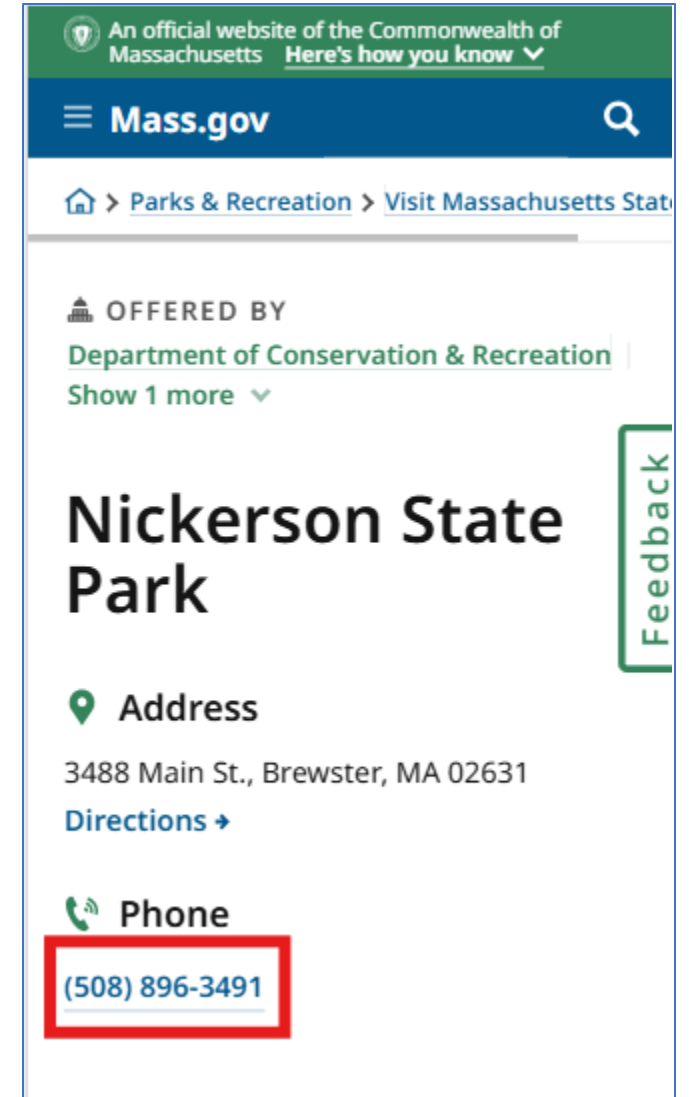 An official website of the Commonwealth of
Massachusetts Here's how you know
Mass.gov
> Parks & Recreation > Visit Massachusetts Stat
OFFERED BY
Department of Conservation & Recreation
Show 1 more
Feedback
Nickerson State
Park
Address
3488 Main St., Brewster, MA 02631
Directions
Phone
(508) 896-3491